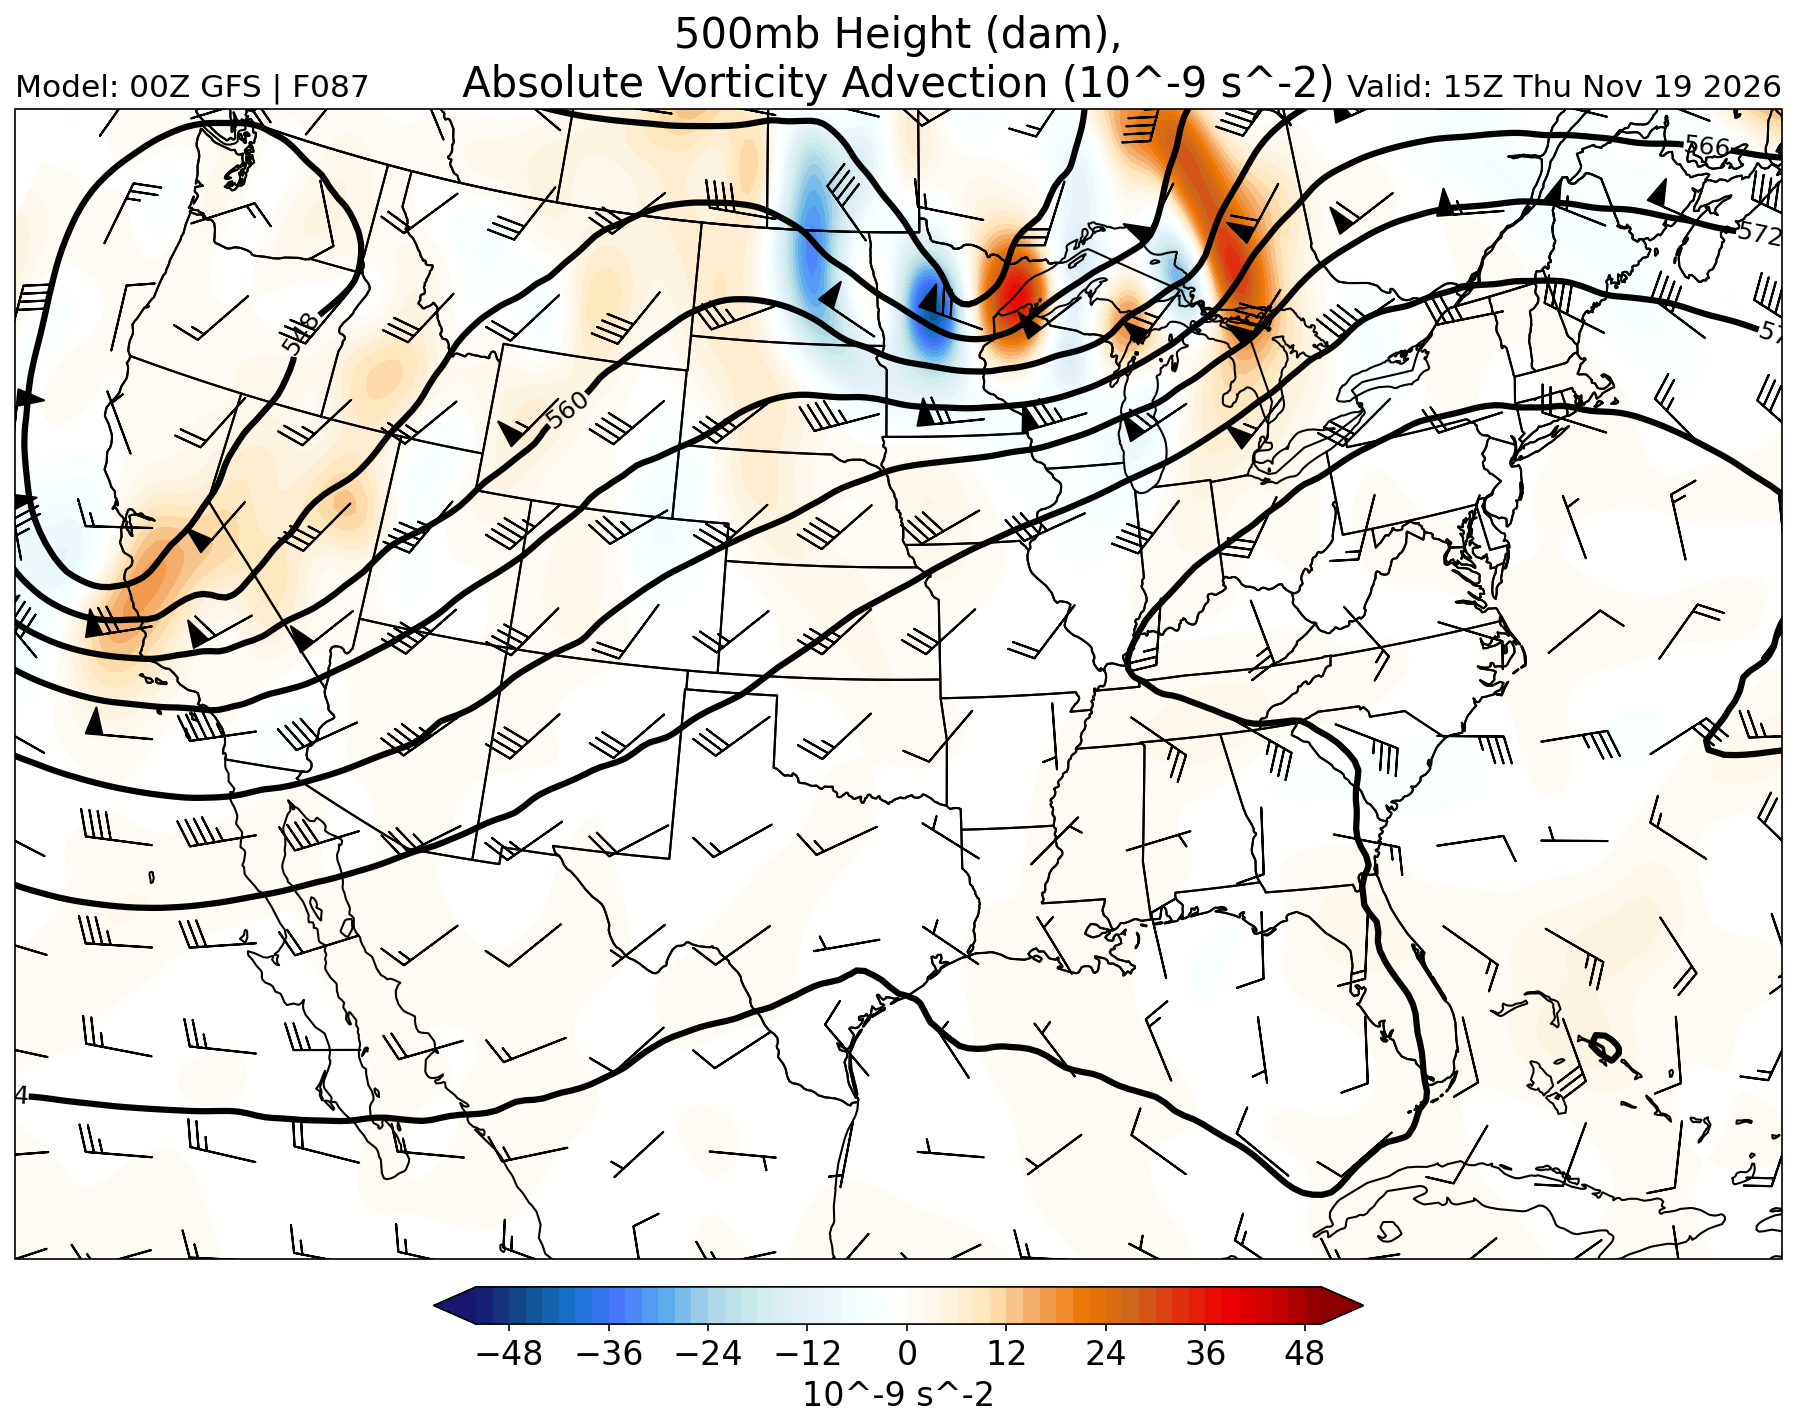 500mb Height (dam),
Model: 00Z GFS | F087
Absolute Vorticity Advection (10^-9 s^-2)
Valid: 15Z Thu Nov 19 2026
566
572
57
548
560
4
−48 −36 −24 −12 0 12 24 36 48
10^-9 s^-2